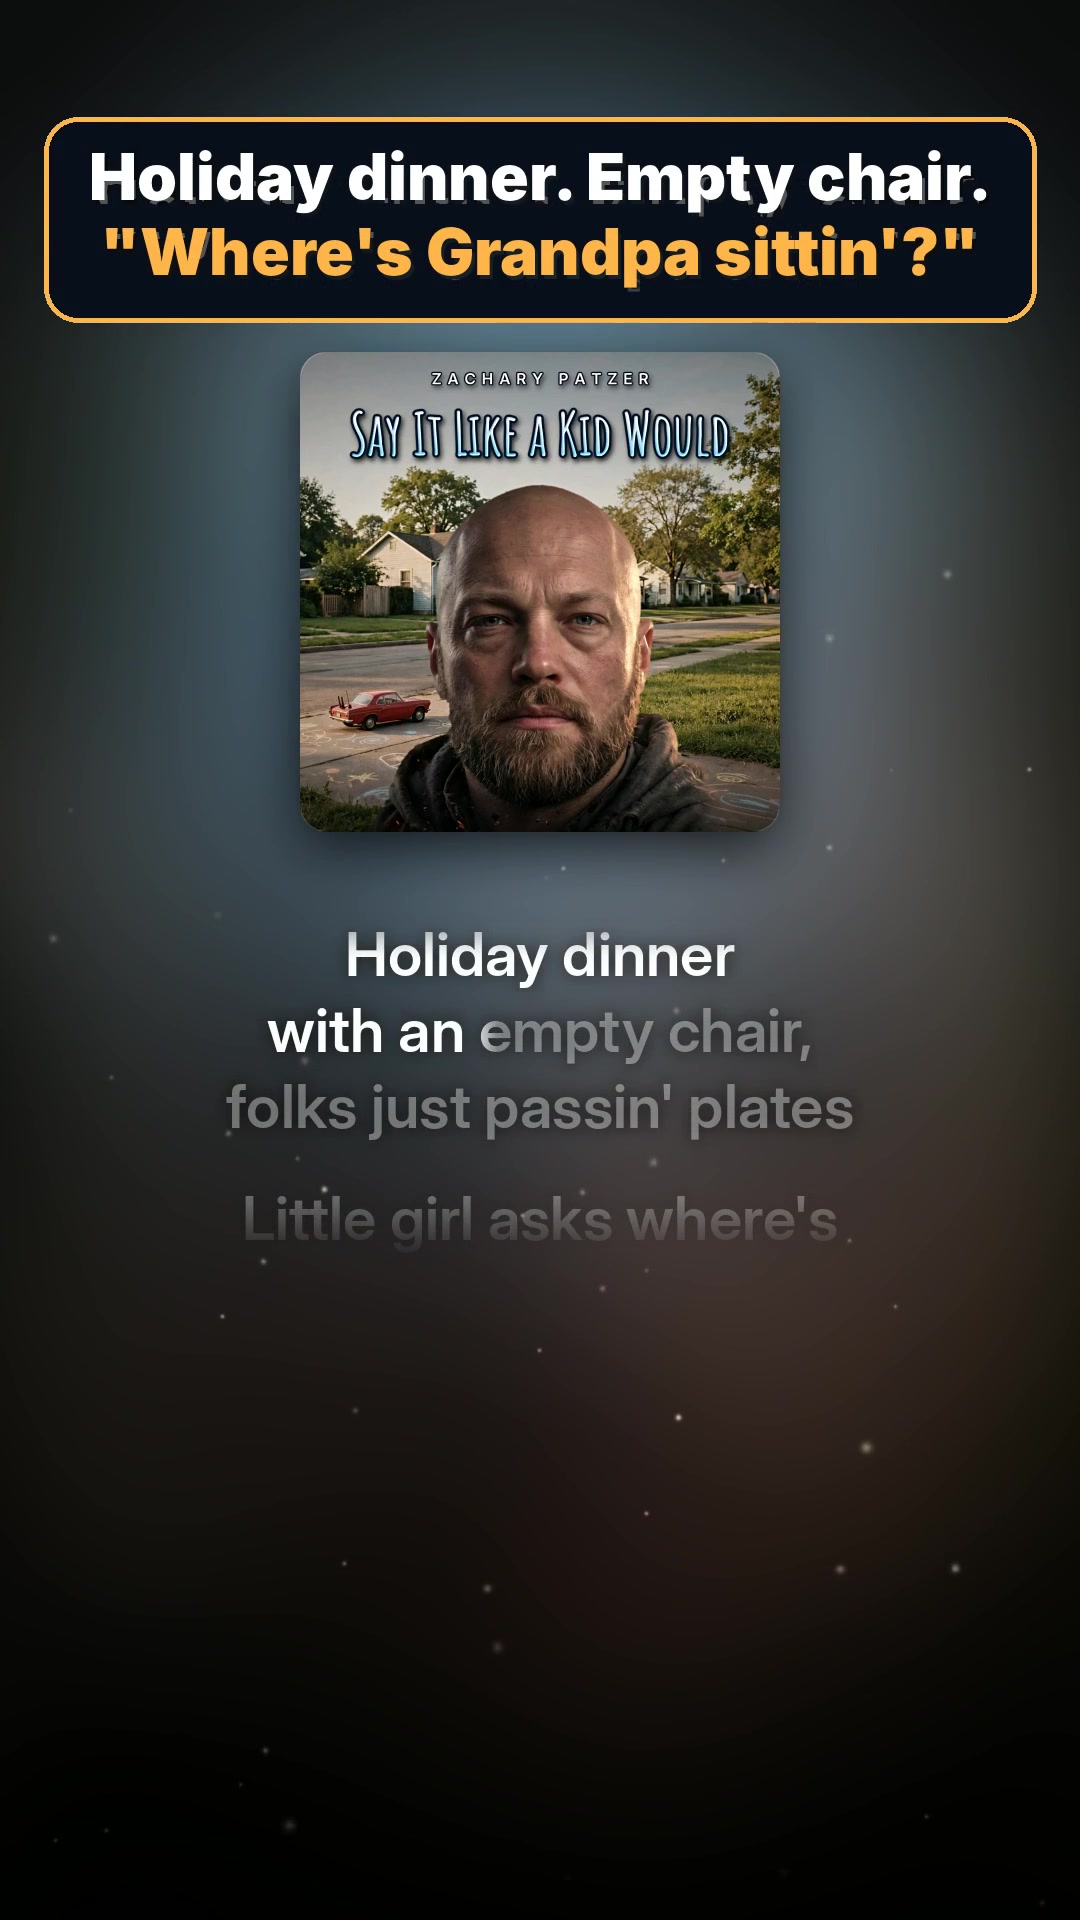 Holiday dinner. Empty chair.
"Where's Grandpa sittin'?"
ZACHARY PATZER
SAY IT LIKE A KID WOULD
Holiday dinner
with an empty chair,
folks just passin' plates
Little girl asks where's